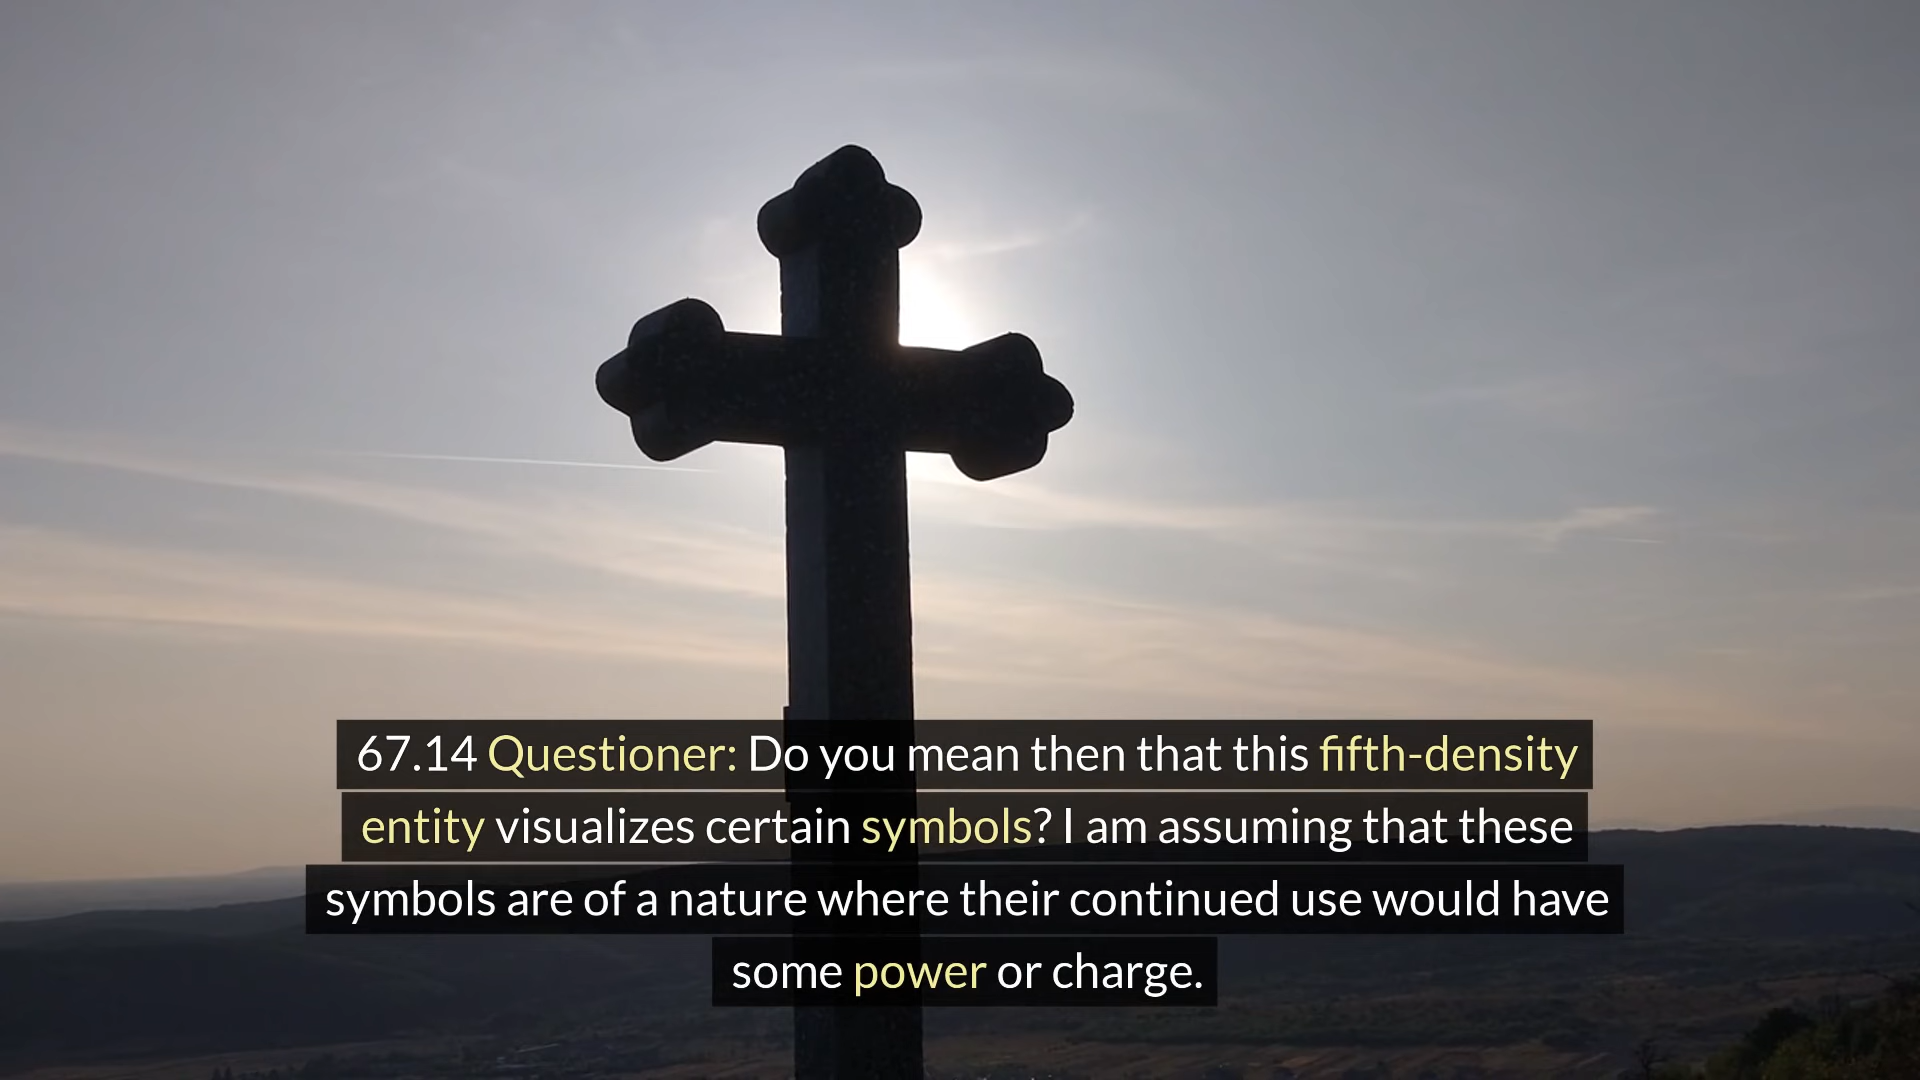 67.14 Questioner: Do you mean then that this fifth-density
entity visualizes certain symbols? I am assuming that these
symbols are of a nature where their continued use would have
some power or charge.